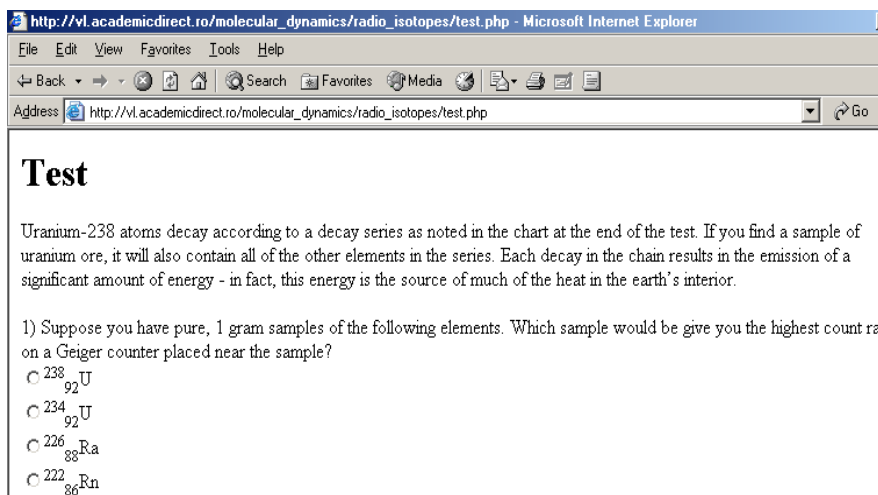 http://vl.academicdirect.ro/molecular_dynamics/radio_isotopes/test.php - Microsoft Internet Explorer
File Edit View Favorites Tools Help
Back Search Favorites Media
Address http://vl.academicdirect.ro/molecular_dynamics/radio_isotopes/test.php Go
Test
Uranium-238 atoms decay according to a decay series as noted in the chart at the end of the test. If you find a sample of
uranium ore, it will also contain all of the other elements in the series. Each decay in the chain results in the emission of a
significant amount of energy - in fact, this energy is the source of much of the heat in the earth's interior.
1) Suppose you have pure, 1 gram samples of the following elements. Which sample would be give you the highest count ra
on a Geiger counter placed near the sample?
238 92 U
234 92 U
226 88 Ra
222 86 Rn